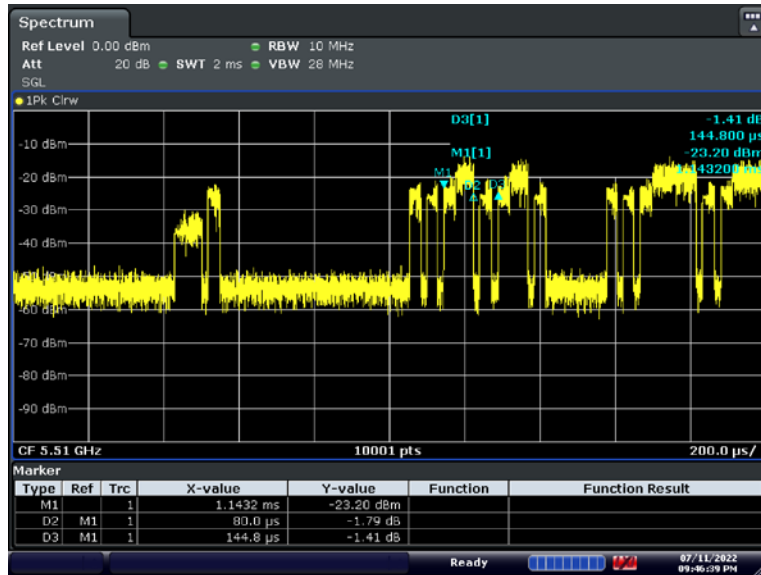 Spectrum
Ref Level 0.00 dBm RBW 10 MHz
Att 20 dB SWT 2 ms VBW 28 MHz
SGL
1Pk Clrw
D3[1] -1.41 dB
144.800 µs
-10 dBm
M1[1] -23.20 dBm
M1
-20 dBm
D2
-30 dBm
-40 dBm
-60 dBm
-70 dBm
-80 dBm
-90 dBm
CF 5.51 GHz 10001 pts 200.0 µs/
Marker
Type Ref Trc X-value Y-value Function Function Result
M1 1 1.1432 ms -23.20 dBm
D2 M1 1 80.0 µs -1.79 dB
D3 M1 1 144.8 µs -1.41 dB
Ready 07/11/2022
09:46:39 PM